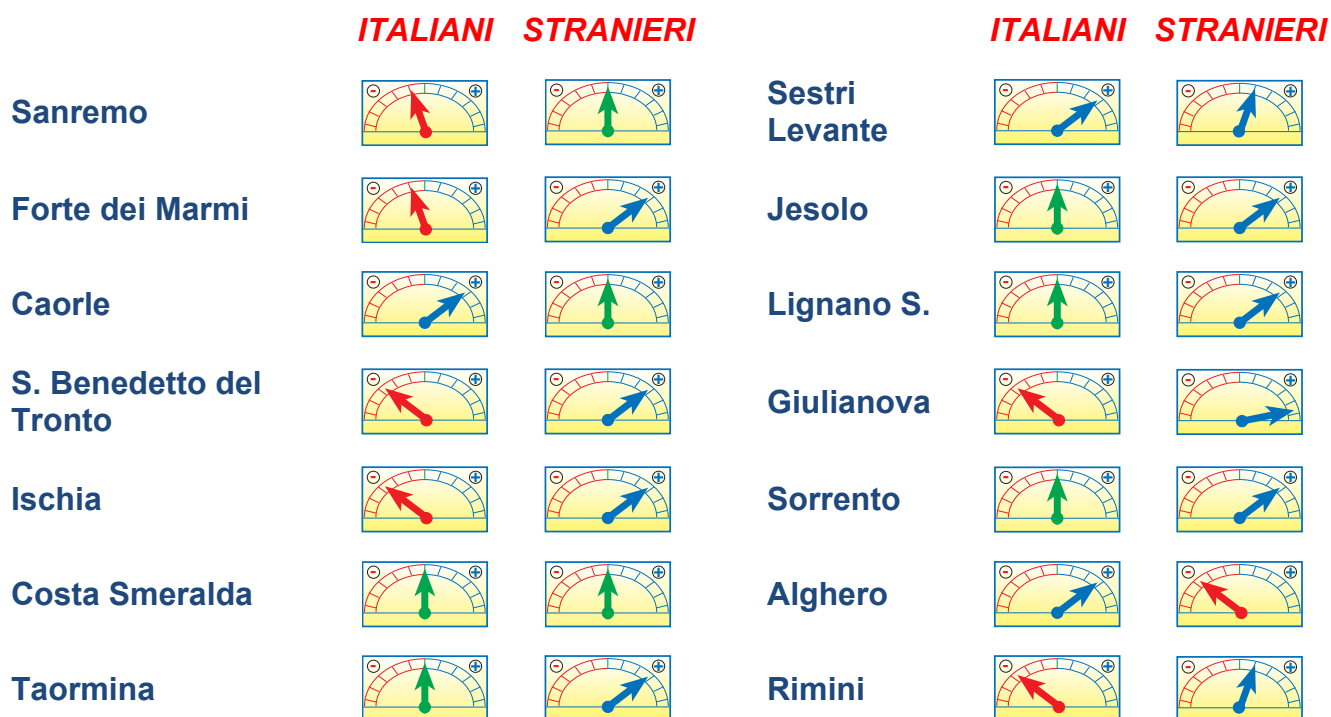 ITALIANI STRANIERI ITALIANI STRANIERI
Sanremo
Sestri
Levante
Forte dei Marmi
Jesolo
Caorle
Lignano S.
S. Benedetto del
Tronto
Giulianova
Ischia
Sorrento
Costa Smeralda
Alghero
Taormina
Rimini